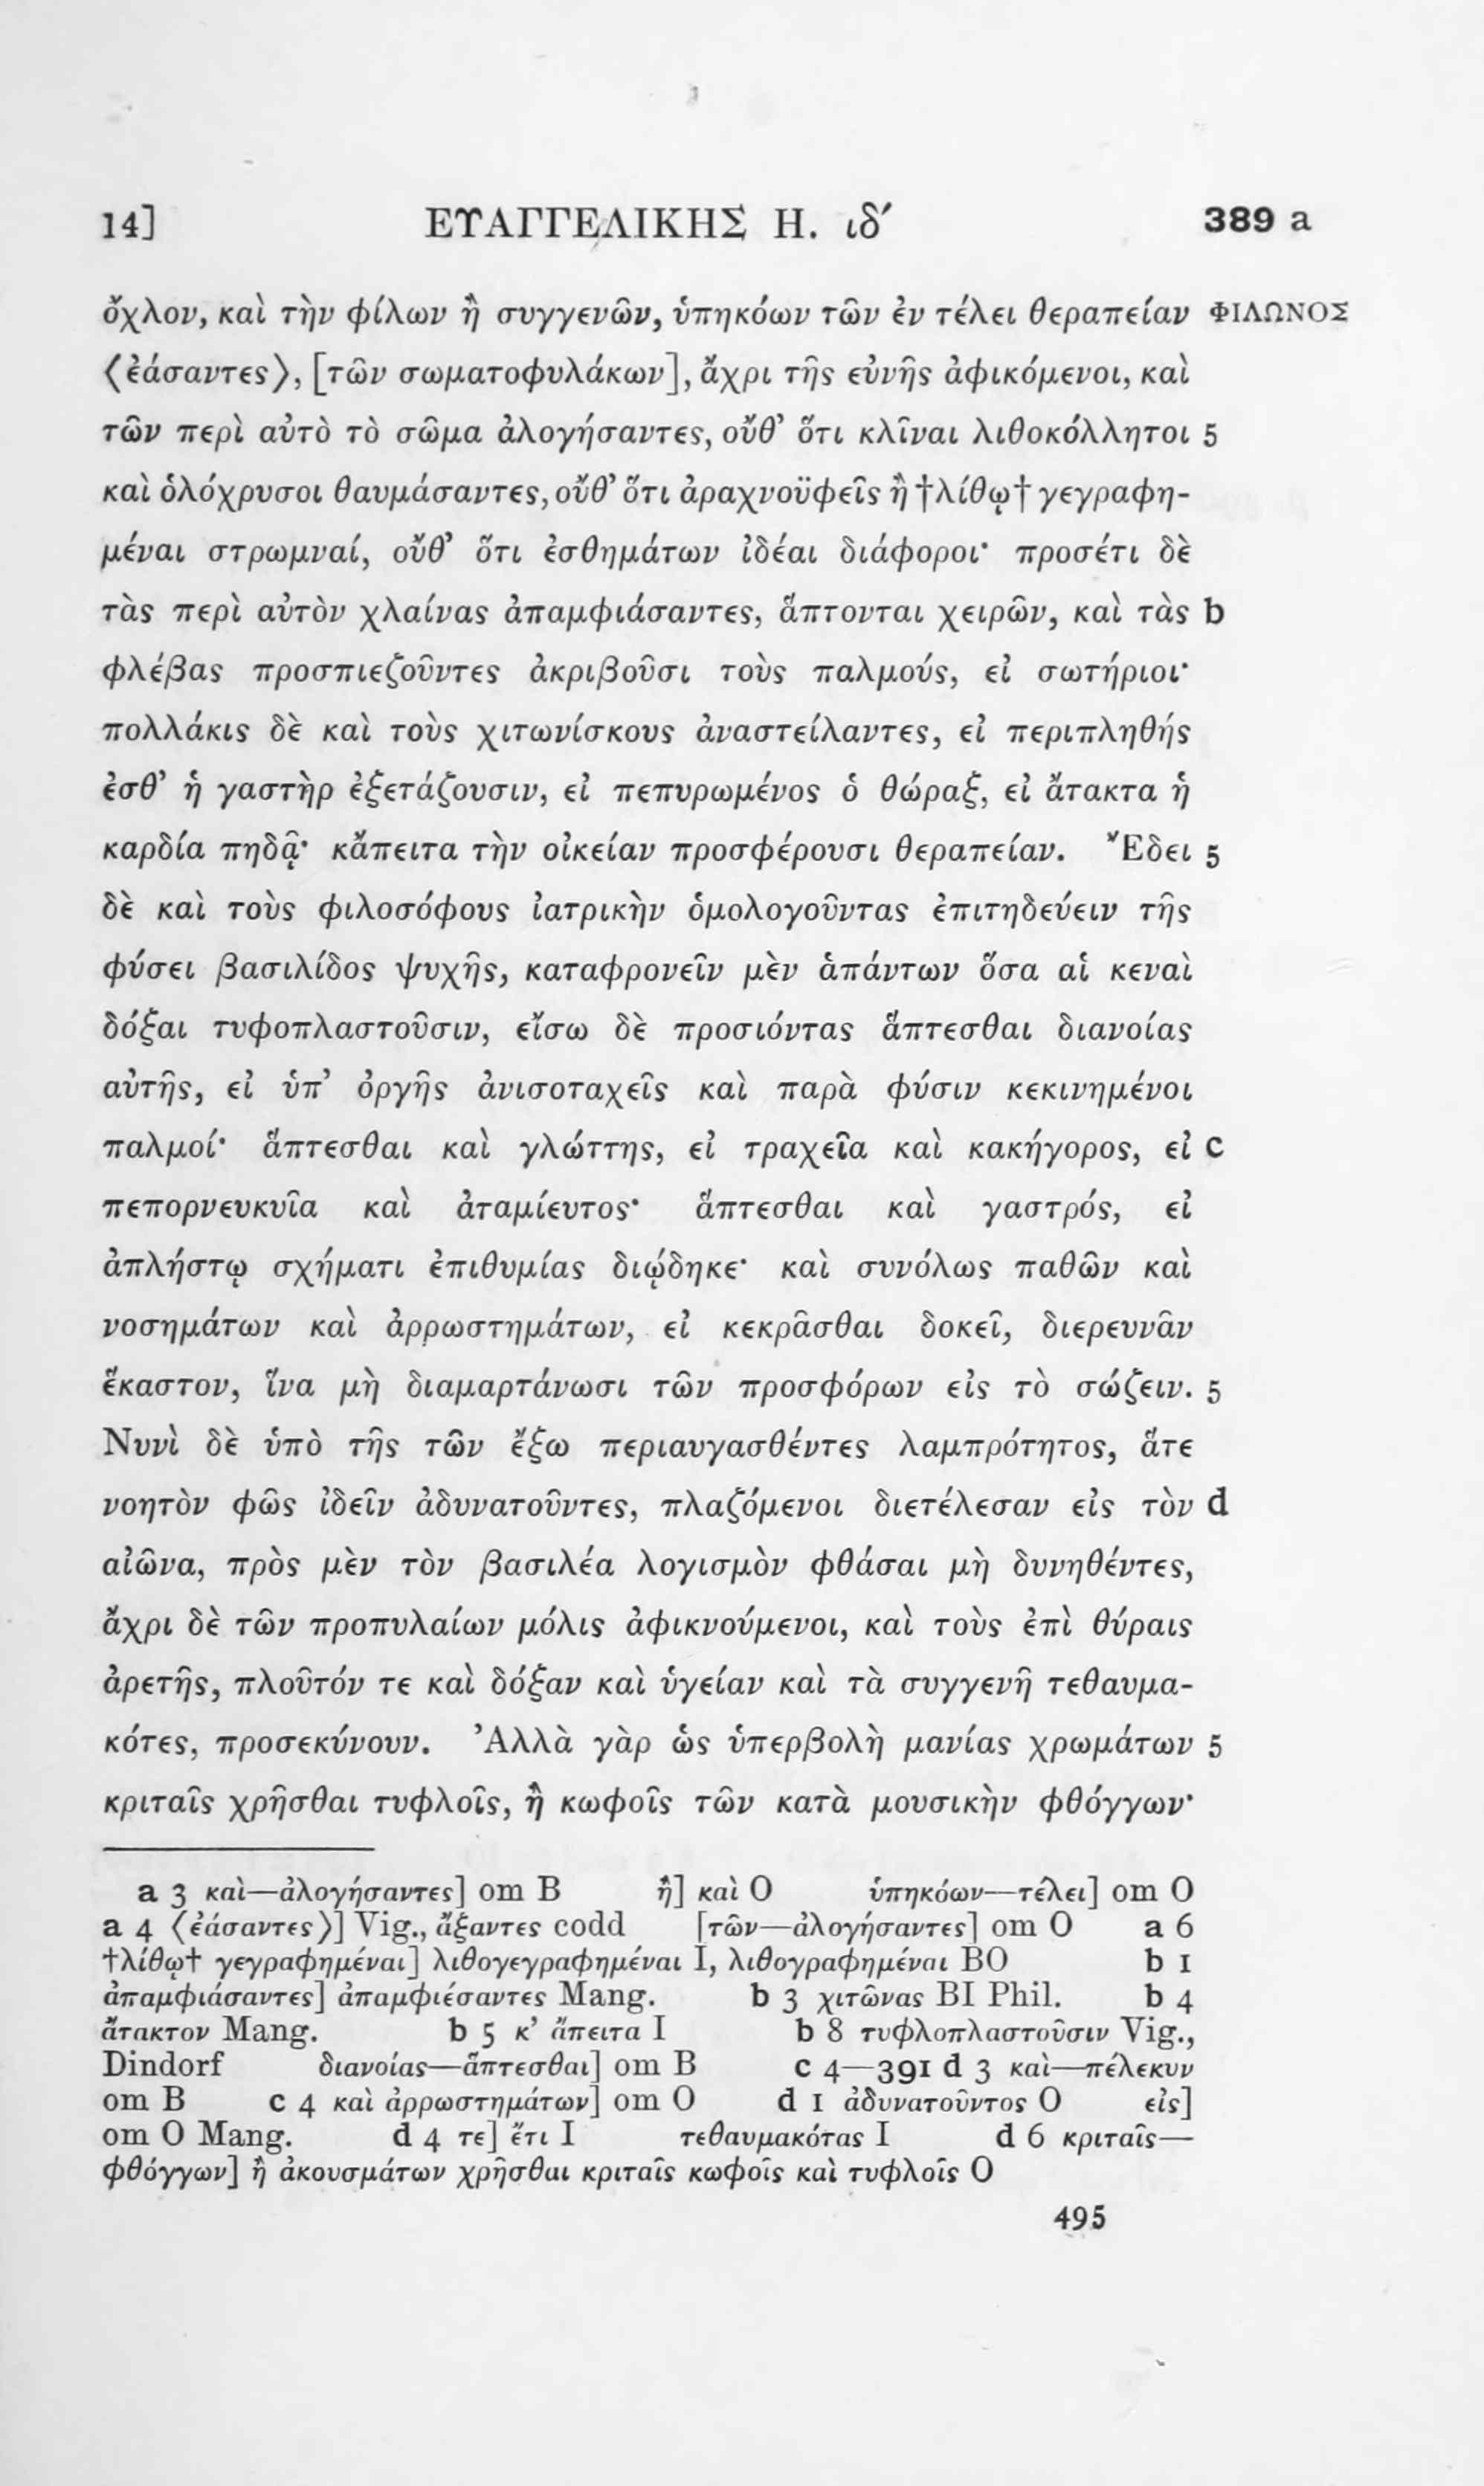 14] ΕΥΑΓΓΕΛΙΚΗΣ Η. ιδ′ 389 a
ὄχλον, καὶ τὴν φίλων ἢ συγγενῶν, ὑπηκόων τῶν ἐν τέλει θεραπείαν ΦΙΛΩΝΟΣ
⟨ἐάσαντες⟩, [τῶν σωματοφυλάκων], ἄχρι τῆς εὐνῆς ἀφικόμενοι, καὶ
τῶν περὶ αὐτὸ τὸ σῶμα ἀλογήσαντες, οὔθ’ ὅτι κλῖναι λιθοκόλλητοι 5
καὶ ὁλόχρυσοι θαυμάσαντες, οὔθ’ ὅτι ἀραχνοϋφεῖς ἢ †λίθῳ† γεγραφη-
μέναι στρωμναί, οὔθ’ ὅτι ἐσθημάτων ἰδέαι διάφοροι· προσέτι δὲ
τὰς περὶ αὐτὸν χλαίνας ἀπαμφιάσαντες, ἅπτονται χειρῶν, καὶ τὰς b
φλέβας προσπιεζοῦντες ἀκριβοῦσι τοὺς παλμούς, εἰ σωτήριοι·
πολλάκις δὲ καὶ τοὺς χιτωνίσκους ἀναστείλαντες, εἰ περιπληθής
ἐσθ’ ἡ γαστὴρ ἐξετάζουσιν, εἰ πεπυρωμένος ὁ θώραξ, εἰ ἄτακτα ἡ
καρδία πηδᾷ· κἄπειτα τὴν οἰκείαν προσφέρουσι θεραπείαν. Ἔδει 5
δὲ καὶ τοὺς φιλοσόφους ἰατρικὴν ὁμολογοῦντας ἐπιτηδεύειν τῆς
φύσει βασιλίδος ψυχῆς, καταφρονεῖν μὲν ἁπάντων ὅσα αἱ κεναὶ
δόξαι τυφοπλαστοῦσιν, εἴσω δὲ προσιόντας ἅπτεσθαι διανοίας
αὐτῆς, εἰ ὑπ’ ὀργῆς ἀνισοταχεῖς καὶ παρὰ φύσιν κεκινημένοι
παλμοί· ἅπτεσθαι καὶ γλώττης, εἰ τραχεῖα καὶ κακήγορος, εἰ c
πεπορνευκυῖα καὶ ἀταμίευτος· ἅπτεσθαι καὶ γαστρός, εἰ
ἀπλήστῳ σχήματι ἐπιθυμίας διῴδηκε· καὶ συνόλως παθῶν καὶ
νοσημάτων καὶ ἀρρωστημάτων, εἰ κεκρᾶσθαι δοκεῖ, διερευνᾶν
ἕκαστον, ἵνα μὴ διαμαρτάνωσι τῶν προσφόρων εἰς τὸ σώζειν. 5
Νυνὶ δὲ ὑπὸ τῆς τῶν ἔξω περιαυγασθέντες λαμπρότητος, ἅτε
νοητὸν φῶς ἰδεῖν ἀδυνατοῦντες, πλαζόμενοι διετέλεσαν εἰς τὸν d
αἰῶνα, πρὸς μὲν τὸν βασιλέα λογισμὸν φθάσαι μὴ δυνηθέντες,
ἄχρι δὲ τῶν προπυλαίων μόλις ἀφικνούμενοι, καὶ τοὺς ἐπὶ θύραις
ἀρετῆς, πλοῦτόν τε καὶ δόξαν καὶ ὑγείαν καὶ τὰ συγγενῆ τεθαυμα-
κότες, προσεκύνουν. Ἀλλὰ γὰρ ὡς ὑπερβολὴ μανίας χρωμάτων 5
κριταῖς χρῆσθαι τυφλοῖς, ἢ κωφοῖς τῶν κατὰ μουσικὴν φθόγγων·
a 3 καὶ—ἀλογήσαντες] om B ἢ] καὶ O ὑπηκόων—τέλει] om O
a 4 ⟨ἐάσαντες⟩] Vig., ἄξαντες codd [τῶν—ἀλογήσαντες] om O a 6
†λίθῳ† γεγραφημέναι] λιθογεγραφημέναι I, λιθογραφημέναι BO b 1
ἀπαμφιάσαντες] ἀπαμφιέσαντες Mang. b 3 χιτῶνας BI Phil. b 4
ἄτακτον Mang. b 5 κ’ ἄπειτα I b 8 τυφλοπλαστοῦσιν Vig.,
Dindorf διανοίας—ἅπτεσθαι] om B c 4—391 d 3 καὶ—πέλεκυν
om B c 4 καὶ ἀρρωστημάτων] om O d 1 ἀδυνατοῦντος O εἰς]
om O Mang. d 4 τε] ἔτι I τεθαυμακότας I d 6 κριταῖς—
φθόγγων] ἢ ἀκουσμάτων χρῆσθαι κριταῖς κωφοῖς καὶ τυφλοῖς O
495